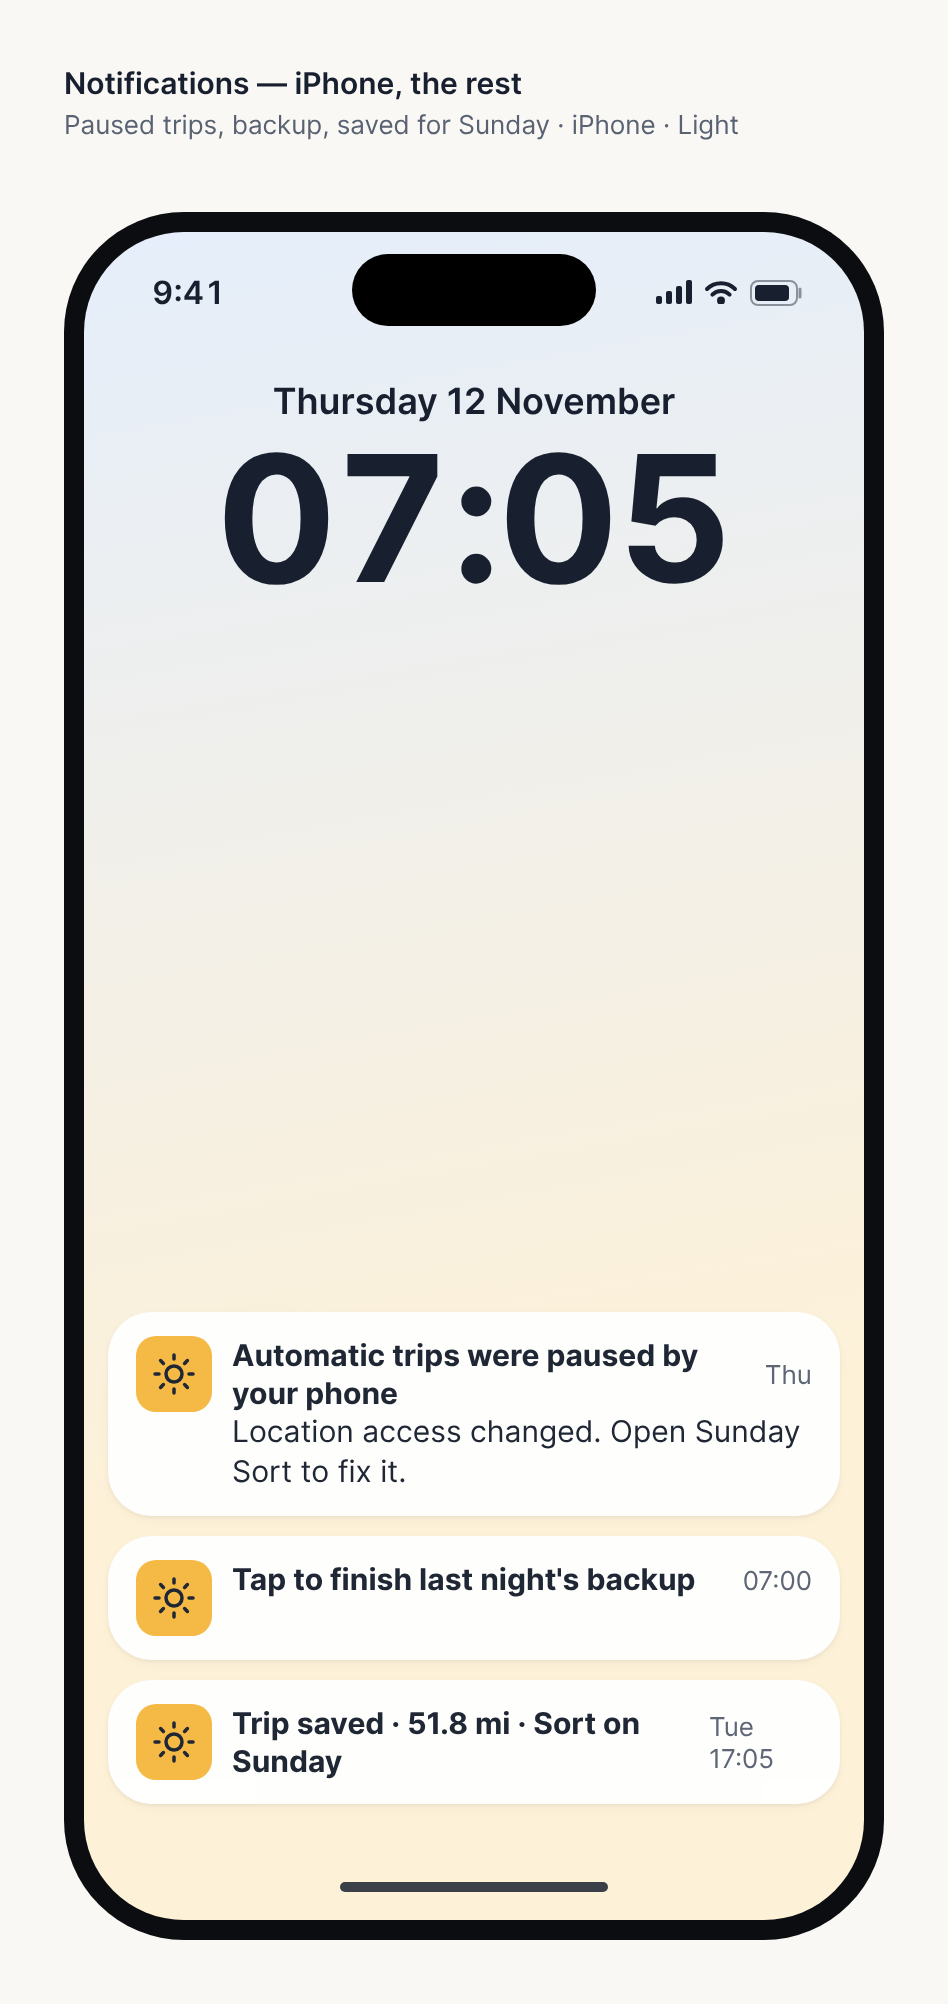 Notifications — iPhone, the rest
Paused trips, backup, saved for Sunday · iPhone · Light
9:41
Thursday 12 November
07:05
Automatic trips were paused by
your phone
Thu
Location access changed. Open Sunday
Sort to fix it.
Tap to finish last night's backup
07:00
Trip saved · 51.8 mi · Sort on
Sunday
Tue
17:05